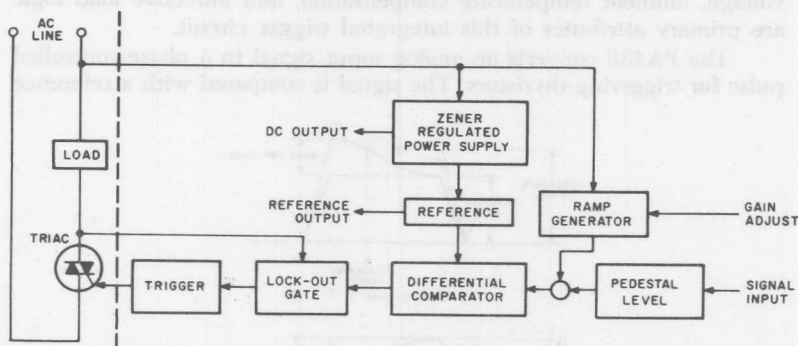 voltage, ambient temperature compensating, and inductive load logic
are primary attributes of this integrated trigger circuit.
The PA436 converts an analog input signal to a phase-controlled
pulse for triggering thyristors. The signal is compared with a reference
AC
LINE
DC OUTPUT
ZENER
REGULATED
POWER SUPPLY
LOAD
REFERENCE
OUTPUT
REFERENCE
RAMP
GENERATOR
GAIN
ADJUST
TRIAC
TRIGGER
LOCK-OUT
GATE
DIFFERENTIAL
COMPARATOR
PEDESTAL
LEVEL
SIGNAL
INPUT